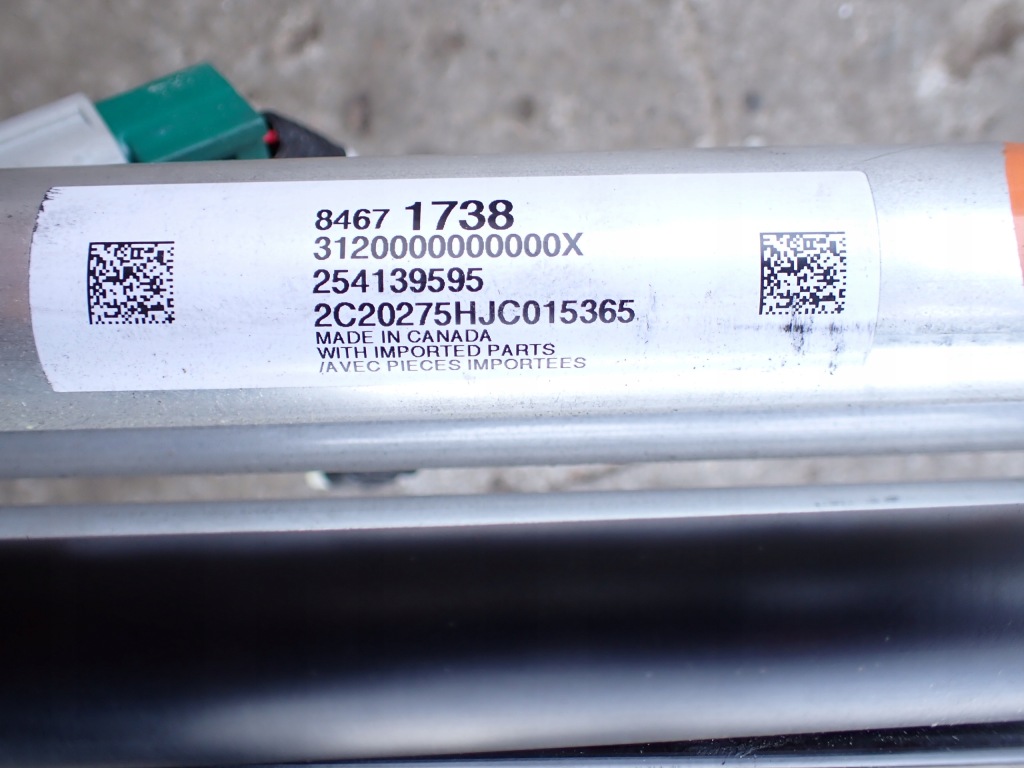 8467 1738
3120000000000X
254139595
2C20275HJC015365
MADE IN CANADA
WITH IMPORTED PARTS
/AVEC PIECES IMPORTEES